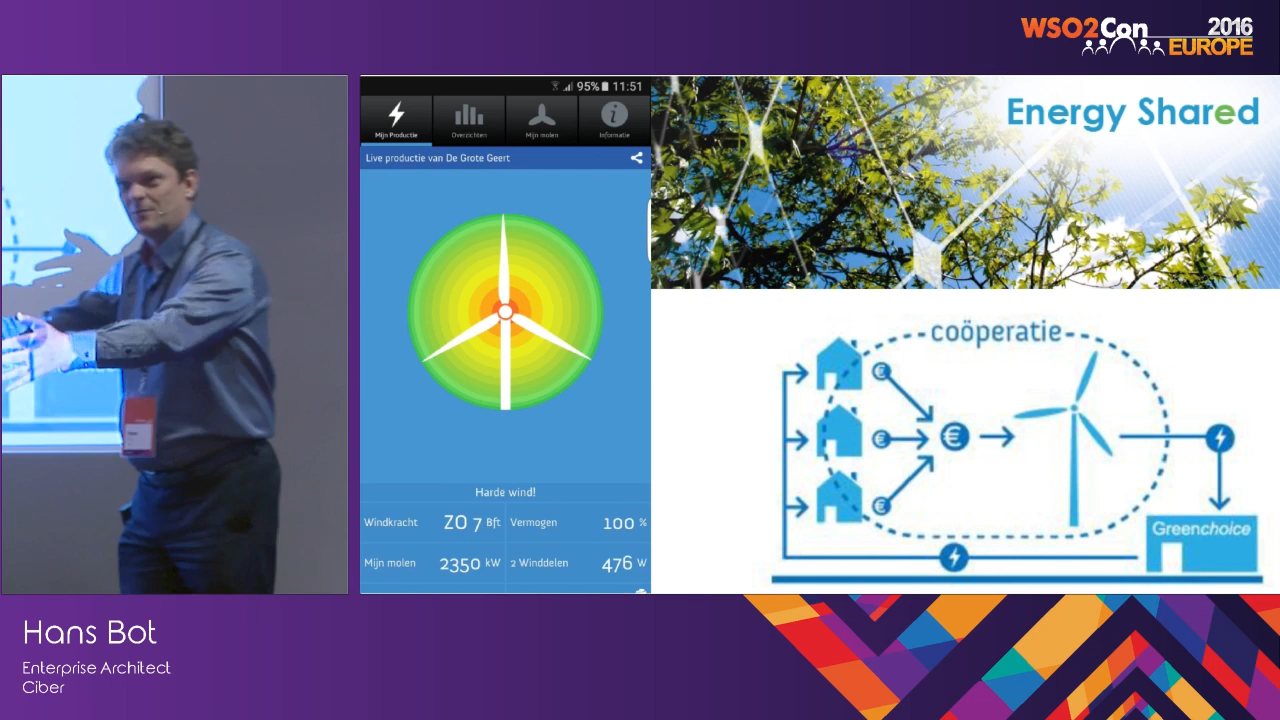 WSO2Con 2016
EUROPE
95% 11:51
Mijn Productie
Overzichten
Mijn molen
Informatie
Live productie van De Grote Geert
Harde wind!
Windkracht ZO 7 Bft
Vermogen 100 %
Mijn molen 2350 kW
2 Winddelen 476 W
Energy Shared
coöperatie
€
€
€
€
Greenchoice
Hans Bot
Enterprise Architect
Ciber